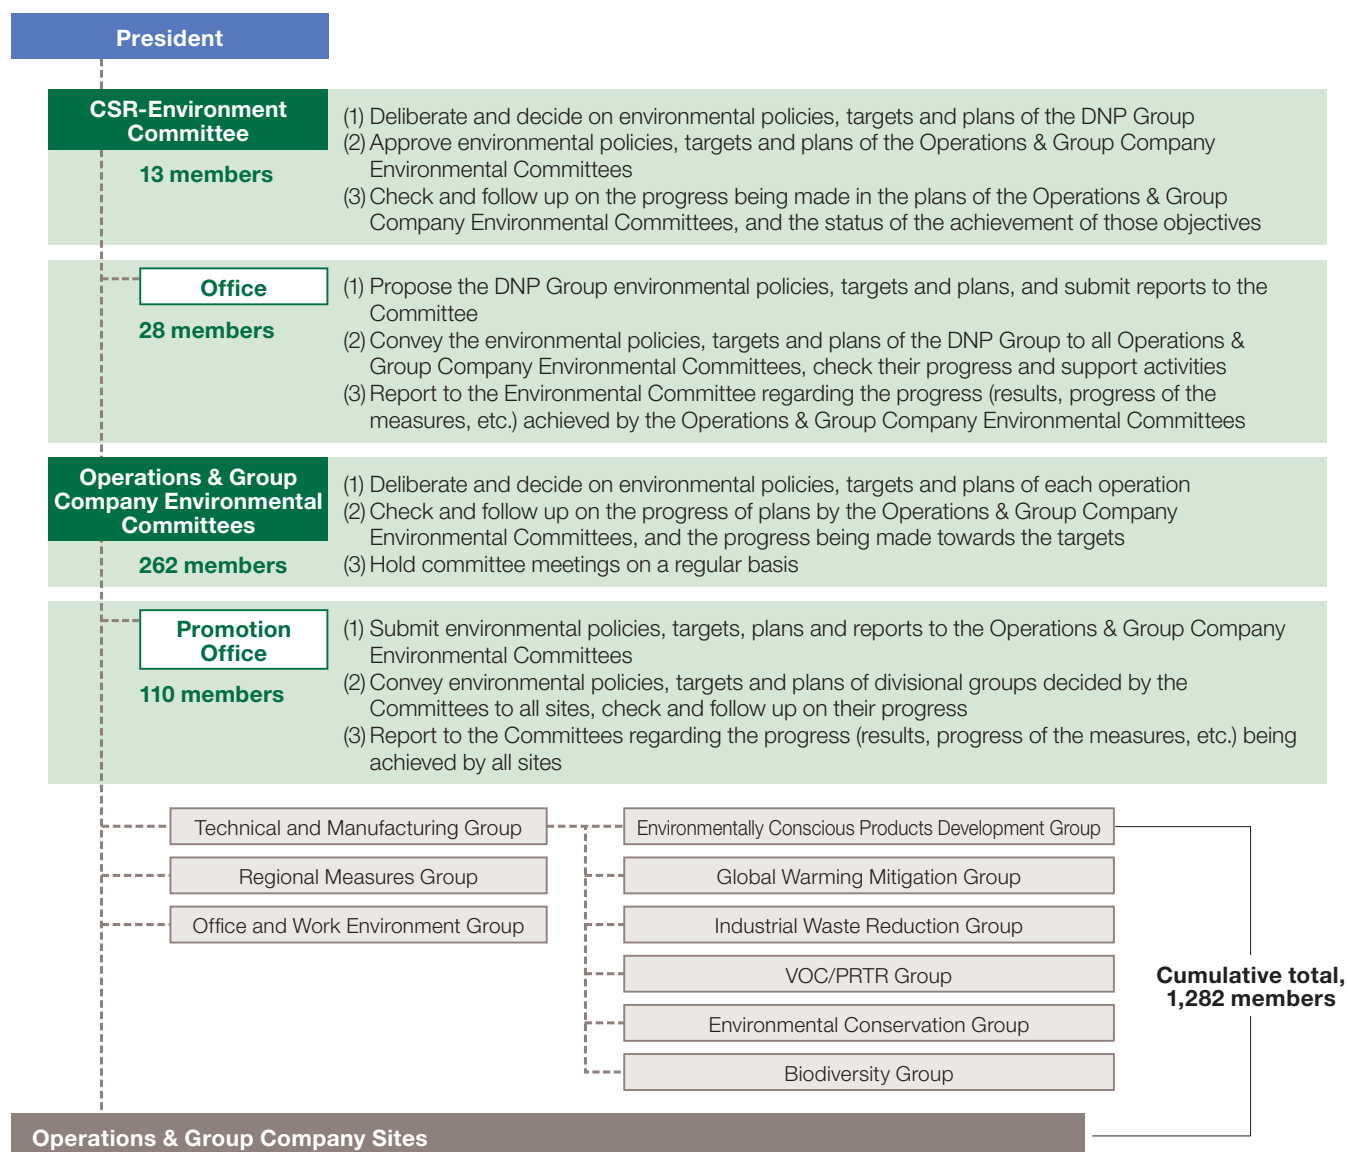 President
CSR-Environment
Committee
13 members
(1) Deliberate and decide on environmental policies, targets and plans of the DNP Group
(2) Approve environmental policies, targets and plans of the Operations & Group Company
Environmental Committees
(3) Check and follow up on the progress being made in the plans of the Operations & Group
Company Environmental Committees, and the status of the achievement of those objectives
Office
28 members
(1) Propose the DNP Group environmental policies, targets and plans, and submit reports to the
Committee
(2) Convey the environmental policies, targets and plans of the DNP Group to all Operations &
Group Company Environmental Committees, check their progress and support activities
(3) Report to the Environmental Committee regarding the progress (results, progress of the
measures, etc.) achieved by the Operations & Group Company Environmental Committees
Operations & Group
Company Environmental
Committees
262 members
(1) Deliberate and decide on environmental policies, targets and plans of each operation
(2) Check and follow up on the progress of plans by the Operations & Group Company
Environmental Committees, and the progress being made towards the targets
(3) Hold committee meetings on a regular basis
Promotion
Office
110 members
(1) Submit environmental policies, targets, plans and reports to the Operations & Group Company
Environmental Committees
(2) Convey environmental policies, targets and plans of divisional groups decided by the
Committees to all sites, check and follow up on their progress
(3) Report to the Committees regarding the progress (results, progress of the measures, etc.) being
achieved by all sites
Technical and Manufacturing Group
Regional Measures Group
Office and Work Environment Group
Environmentally Conscious Products Development Group
Global Warming Mitigation Group
Industrial Waste Reduction Group
VOC/PRTR Group
Environmental Conservation Group
Biodiversity Group
Cumulative total,
1,282 members
Operations & Group Company Sites